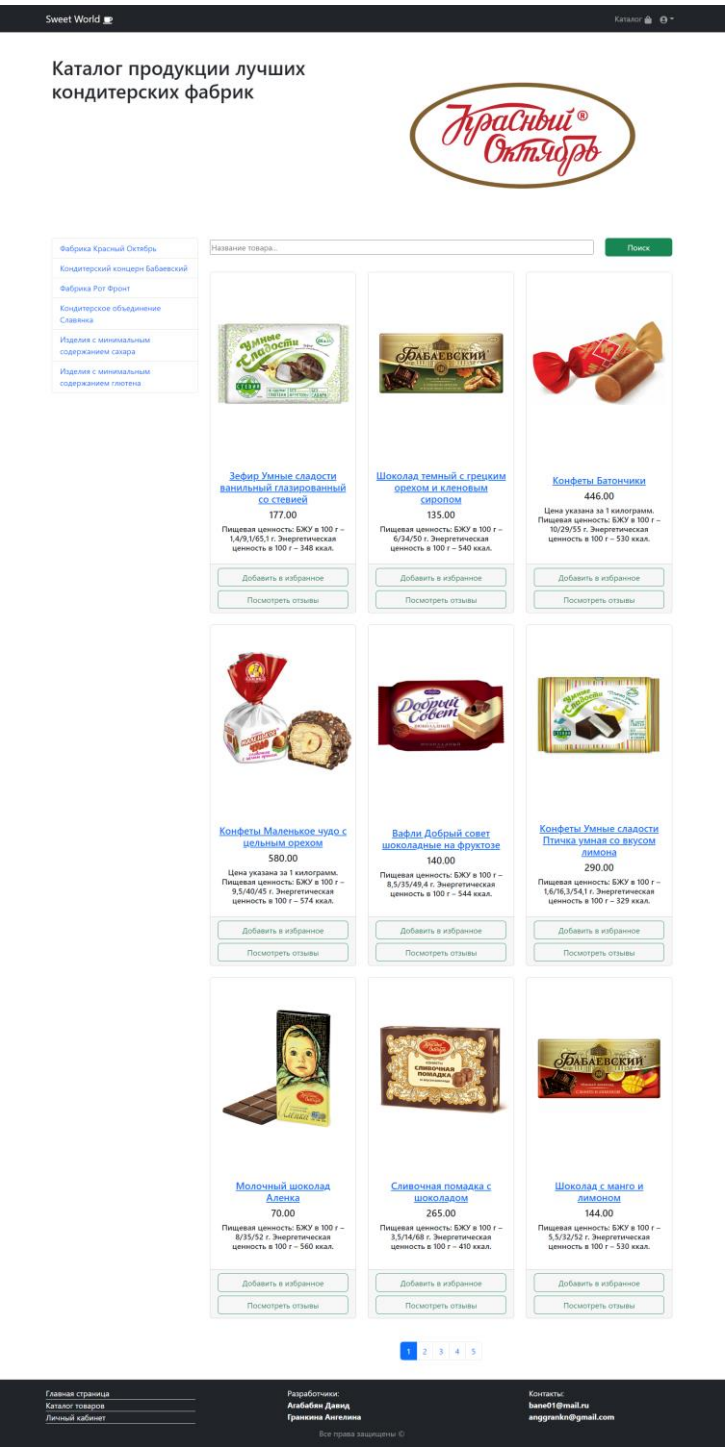 Sweet World
Каталог
Каталог продукции лучших
кондитерских фабрик
Красный ®
Октябрь
Фабрика Красный Октябрь
Кондитерский концерн Бабаевский
Фабрика Рот Фронт
Кондитерское объединение
Славянка
Изделия с минимальным
содержанием сахара
Изделия с минимальным
содержанием глютена
Название товара...
Поиск
Умные
Сладости
СТЕВИЯ
БАБАЕВСКИЙ
Зефир Умные сладости
ванильный глазированный
со стевией
177.00
Пищевая ценность: БЖУ в 100 г –
1,4/9,1/65,1 г. Энергетическая
ценность в 100 г – 348 ккал.
Добавить в избранное
Посмотреть отзывы
Шоколад темный с грецким
орехом и кленовым
сиропом
135.00
Пищевая ценность: БЖУ в 100 г –
6/34/50 г. Энергетическая
ценность в 100 г – 540 ккал.
Добавить в избранное
Посмотреть отзывы
Конфеты Батончики
446.00
Цена указана за 1 килограмм.
Пищевая ценность: БЖУ в 100 г –
10/29/55 г. Энергетическая
ценность в 100 г – 530 ккал.
Добавить в избранное
Посмотреть отзывы
МАЛЕНЬКОЕ
ЧУДО
Добрый
Совет
Умные
Сладости
Конфеты Маленькое чудо с
цельным орехом
580.00
Цена указана за 1 килограмм.
Пищевая ценность: БЖУ в 100 г –
9,5/40/45 г. Энергетическая
ценность в 100 г – 574 ккал.
Добавить в избранное
Посмотреть отзывы
Вафли Добрый совет
шоколадные на фруктозе
140.00
Пищевая ценность: БЖУ в 100 г –
8,5/35/49,4 г. Энергетическая
ценность в 100 г – 544 ккал.
Добавить в избранное
Посмотреть отзывы
Конфеты Умные сладости
Птичка умная со вкусом
лимона
290.00
Пищевая ценность: БЖУ в 100 г –
1,6/16,3/54,1 г. Энергетическая
ценность в 100 г – 329 ккал.
Добавить в избранное
Посмотреть отзывы
СЛИВОЧНАЯ
ПОМАДКА
БАБАЕВСКИЙ
Молочный шоколад
Аленка
70.00
Пищевая ценность: БЖУ в 100 г –
8/35/52 г. Энергетическая
ценность в 100 г – 560 ккал.
Добавить в избранное
Посмотреть отзывы
Сливочная помадка с
шоколадом
265.00
Пищевая ценность: БЖУ в 100 г –
3,5/14/68 г. Энергетическая
ценность в 100 г – 410 ккал.
Добавить в избранное
Посмотреть отзывы
Шоколад с манго и
лимоном
144.00
Пищевая ценность: БЖУ в 100 г –
5,5/32/52 г. Энергетическая
ценность в 100 г – 530 ккал.
Добавить в избранное
Посмотреть отзывы
1 2 3 4 5
Главная страница
Каталог товаров
Личный кабинет
Разработчики:
Агабабян Давид
Гранкина Ангелина
Контакты:
bane01@mail.ru
anggrankn@gmail.com
Все права защищены ©